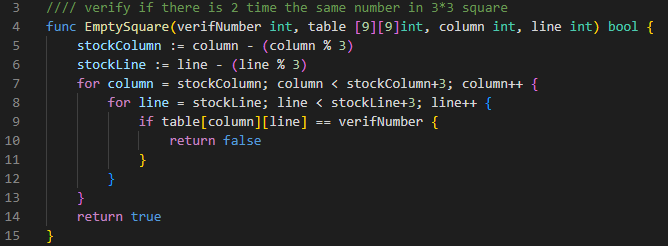 3 //// verify if there is 2 time the same number in 3*3 square
4 func EmptySquare(verifNumber int, table [9][9]int, column int, line int) bool {
5     stockColumn := column - (column % 3)
6     stockLine := line - (line % 3)
7     for column = stockColumn; column < stockColumn+3; column++ {
8         for line = stockLine; line < stockLine+3; line++ {
9             if table[column][line] == verifNumber {
10                 return false
11             }
12         }
13     }
14     return true
15 }